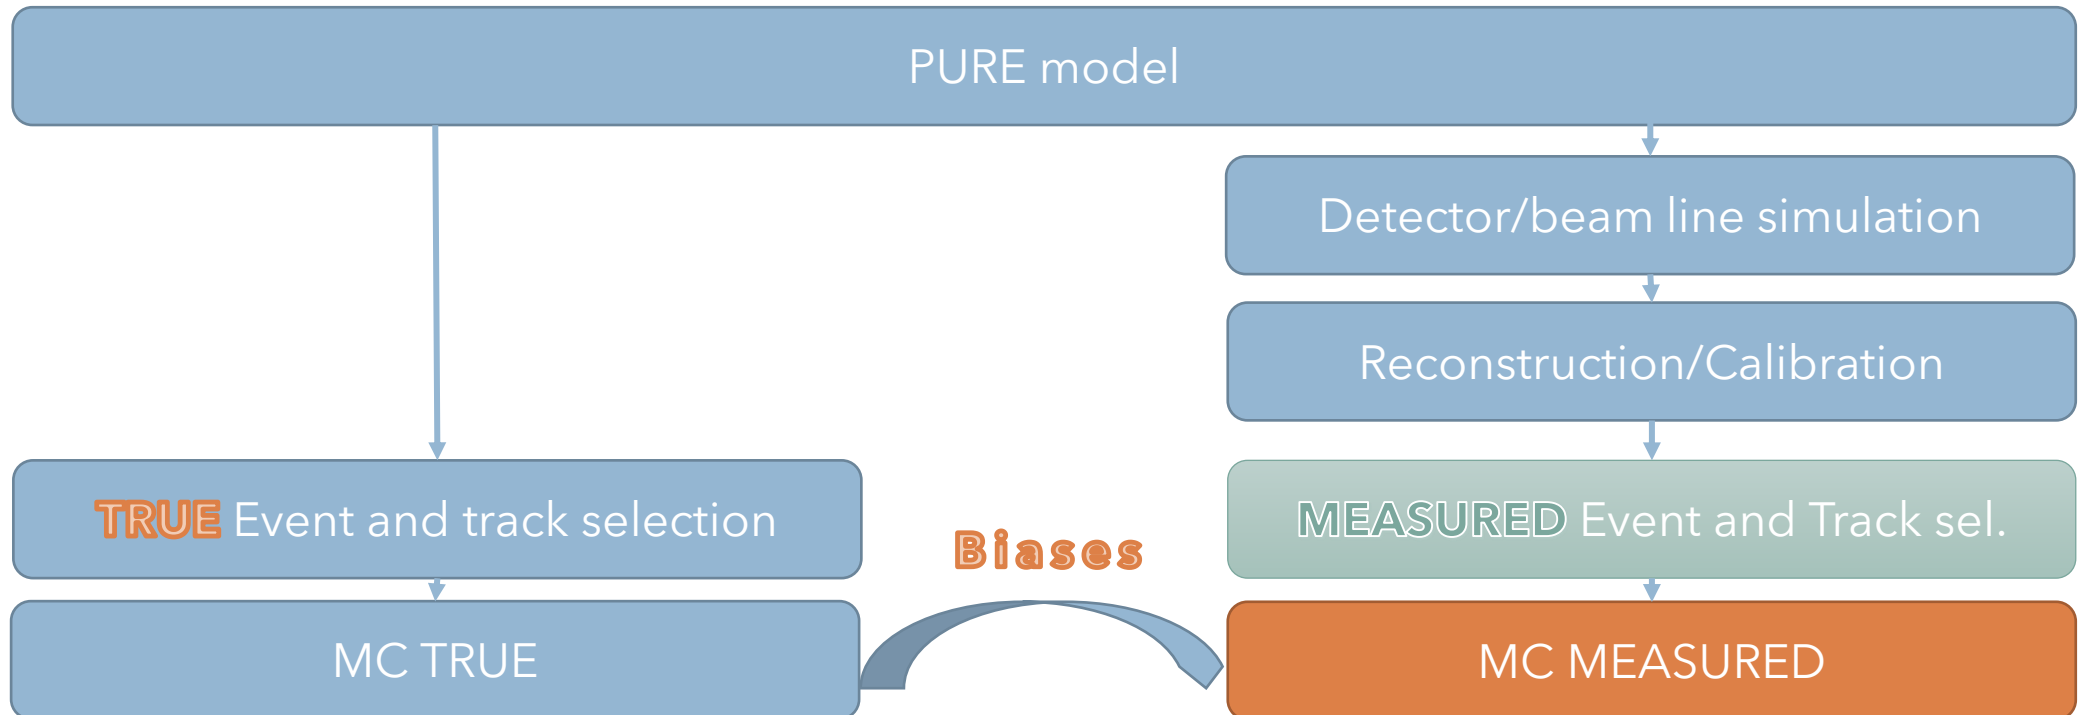 PURE model
Detector/beam line simulation
Reconstruction/Calibration
TRUE Event and track selection
MEASURED Event and Track sel.
Biases
MC TRUE
MC MEASURED